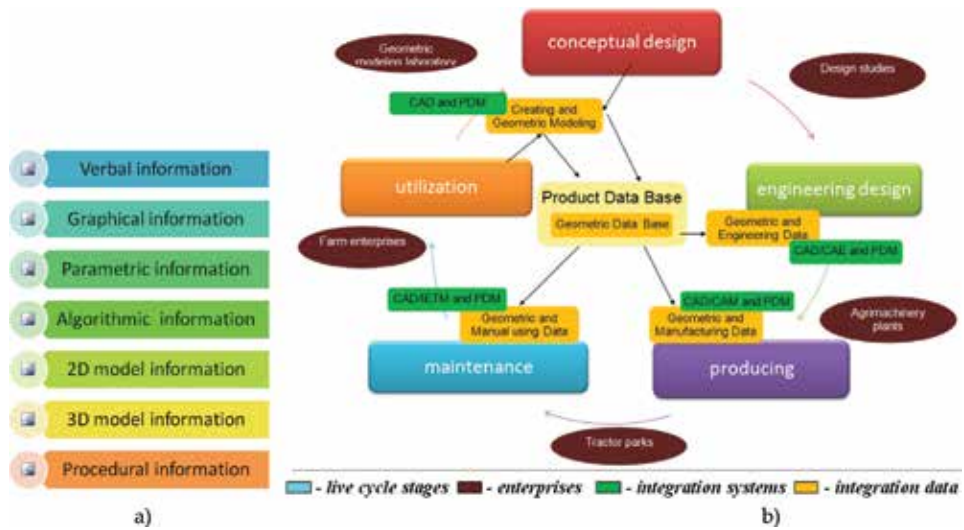 Verbal information
Graphical information
Parametric information
Algorithmic information
2D model information
3D model information
Procedural information
a)
conceptual design
Geometric
modeling laboratory
Design studies
CAD and PDM
Creating and
Geometric Modeling
utilization
engineering design
Product Data Base
Geometric Data Base
Geometric and
Engineering Data
CAD/CAE and PDM
Farm enterprises
CAD/IETM and PDM
Geometric and
Manual using Data
CAD/CAM and PDM
Geometric and
Manufacturing Data
Agrimachinery
plants
maintenance
producing
Tractor parks
- live cycle stages - enterprises - integration systems - integration data
b)